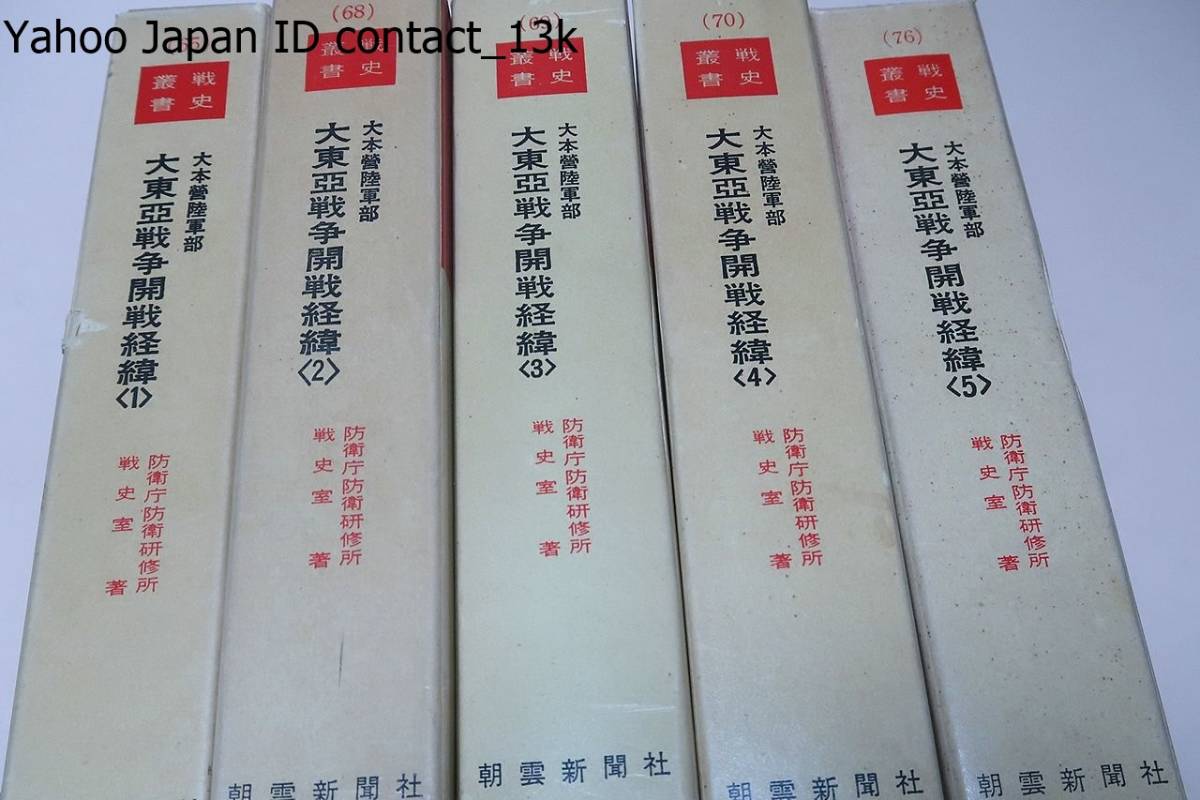 Yahoo Japan ID contact_13k
戦史
叢書
大本營陸軍部
大東亞戦争開戦経緯〈1〉
防衛庁防衛研修所
戦史室 著
(68)
戦史
叢書
大本營陸軍部
大東亞戦争開戦経緯〈2〉
防衛庁防衛研修所
戦史室 著
朝雲新聞社
戦史
叢書
大本營陸軍部
大東亞戦争開戦経緯〈3〉
防衛庁防衛研修所
戦史室 著
朝雲新聞社
(70)
戦史
叢書
大本營陸軍部
大東亞戦争開戦経緯〈4〉
防衛庁防衛研修所
戦史室 著
朝雲新聞社
(76)
戦史
叢書
大本營陸軍部
大東亞戦争開戦経緯〈5〉
防衛庁防衛研修所
戦史室 著
朝雲新聞社